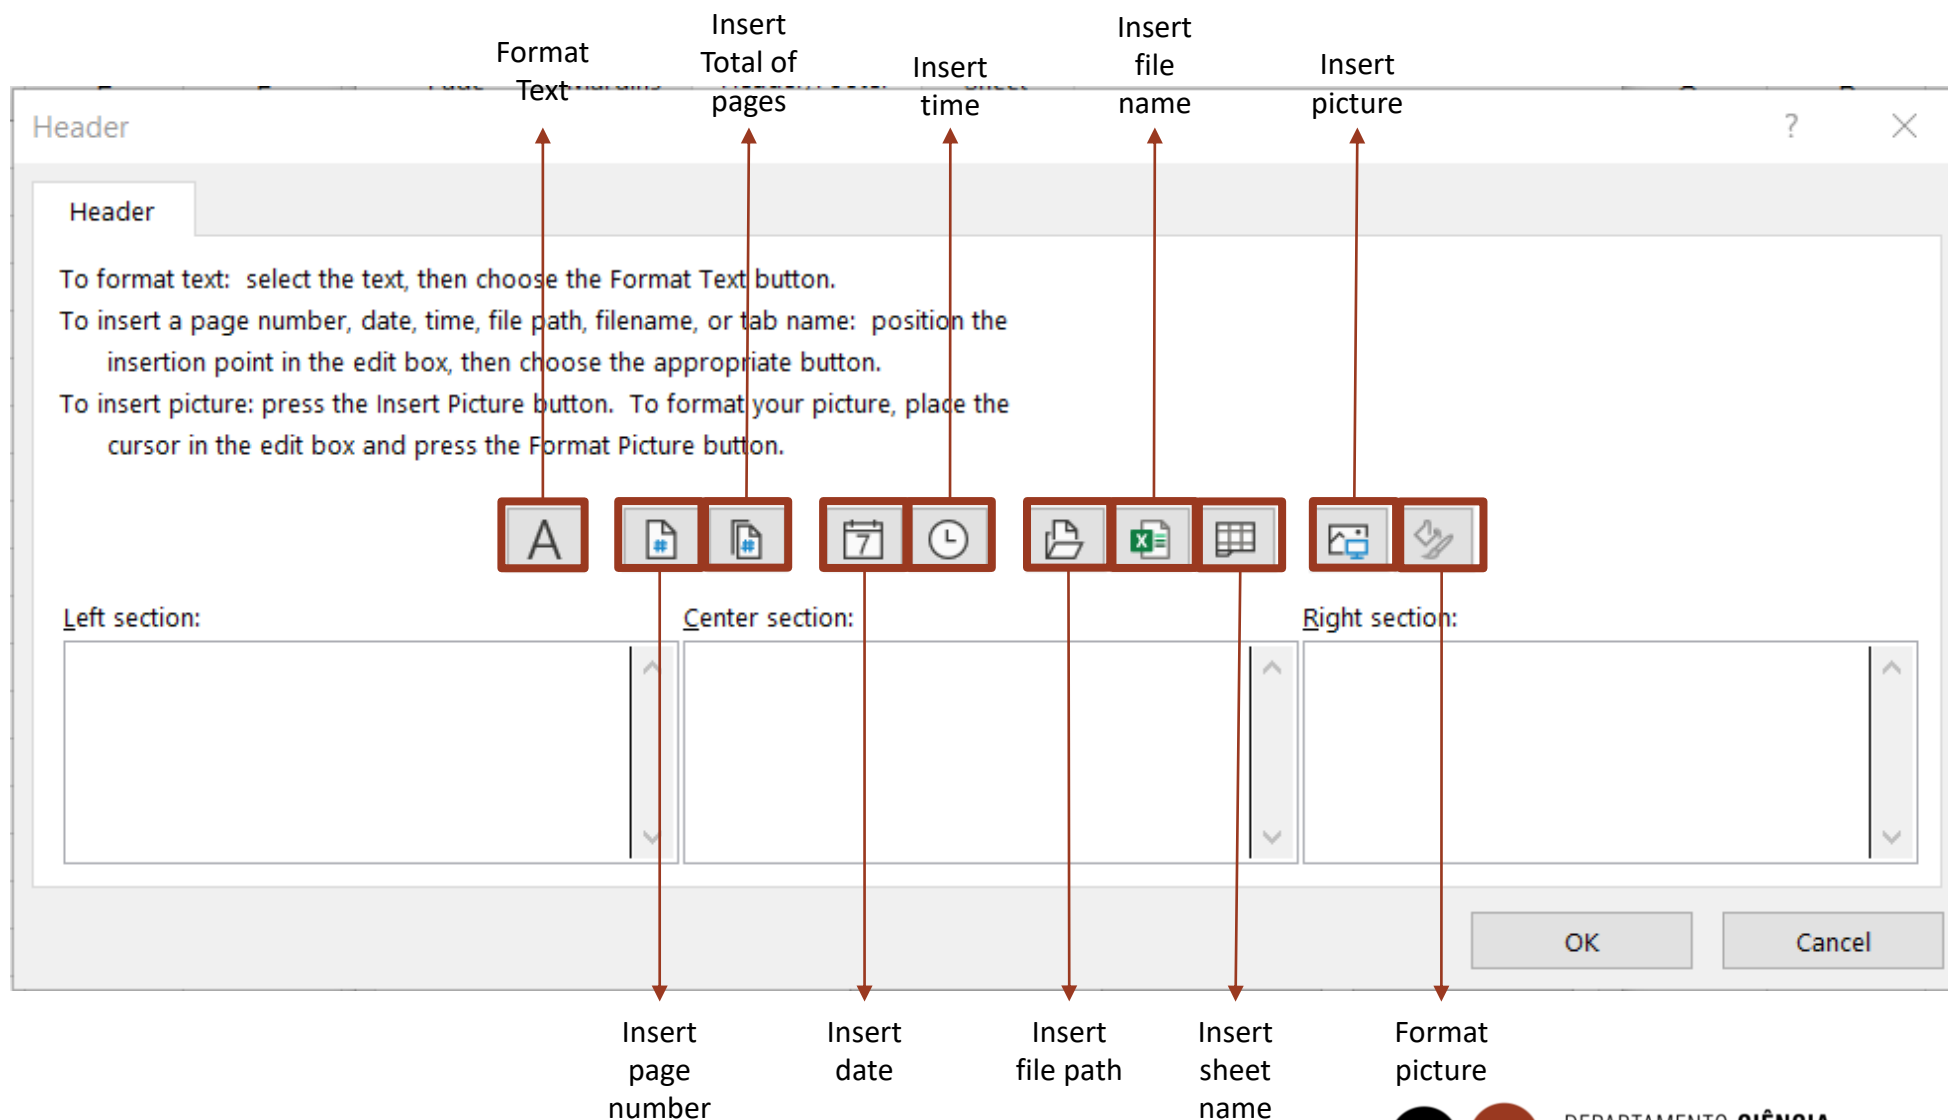 Format
Text
Insert
Total of
pages
Insert
time
Insert
file
name
Insert
picture
Header
?
Header
To format text: select the text, then choose the Format Text button.
To insert a page number, date, time, file path, filename, or tab name: position the
insertion point in the edit box, then choose the appropriate button.
To insert picture: press the Insert Picture button. To format your picture, place the
cursor in the edit box and press the Format Picture button.
A # # 7 X
Left section:
Center section:
Right section:
OK
Cancel
Insert
page
number
Insert
date
Insert
file path
Insert
sheet
name
Format
picture
DEPARTAMENTO CIÊNCIA